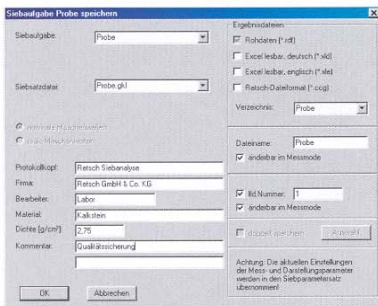 Siebaufgabe Probe speichern
Siebaufgabe:
Probe
Siebsatzdatei:
Probe.gkl
Protokollkopf:
Retsch Siebanalyse
Firma:
Retsch GmbH & Co. KG
Bearbeiter:
Labor
Material:
Kalkstein
Dichte [g/cm³]
2,75
Kommentar:
Qualitätssicherung
OK
Abbrechen
Ergebnisdateien
Rohdaten (*.rdf)
Excel lesbar, deutsch (*.xld)
Excel lesbar, englisch (*.xle)
Retsch-Dateiformat (*.ccg)
Verzeichnis:
Probe
Dateiname:
Probe
änderbar im Messmode
lfd.Nummer:
1
änderbar im Messmode
doppelt speichern
Auswahl
Achtung: Die aktuellen Einstellungen
der Mess- und Darstellungsparameter
werden in den Siebparametersatz
übernommen!